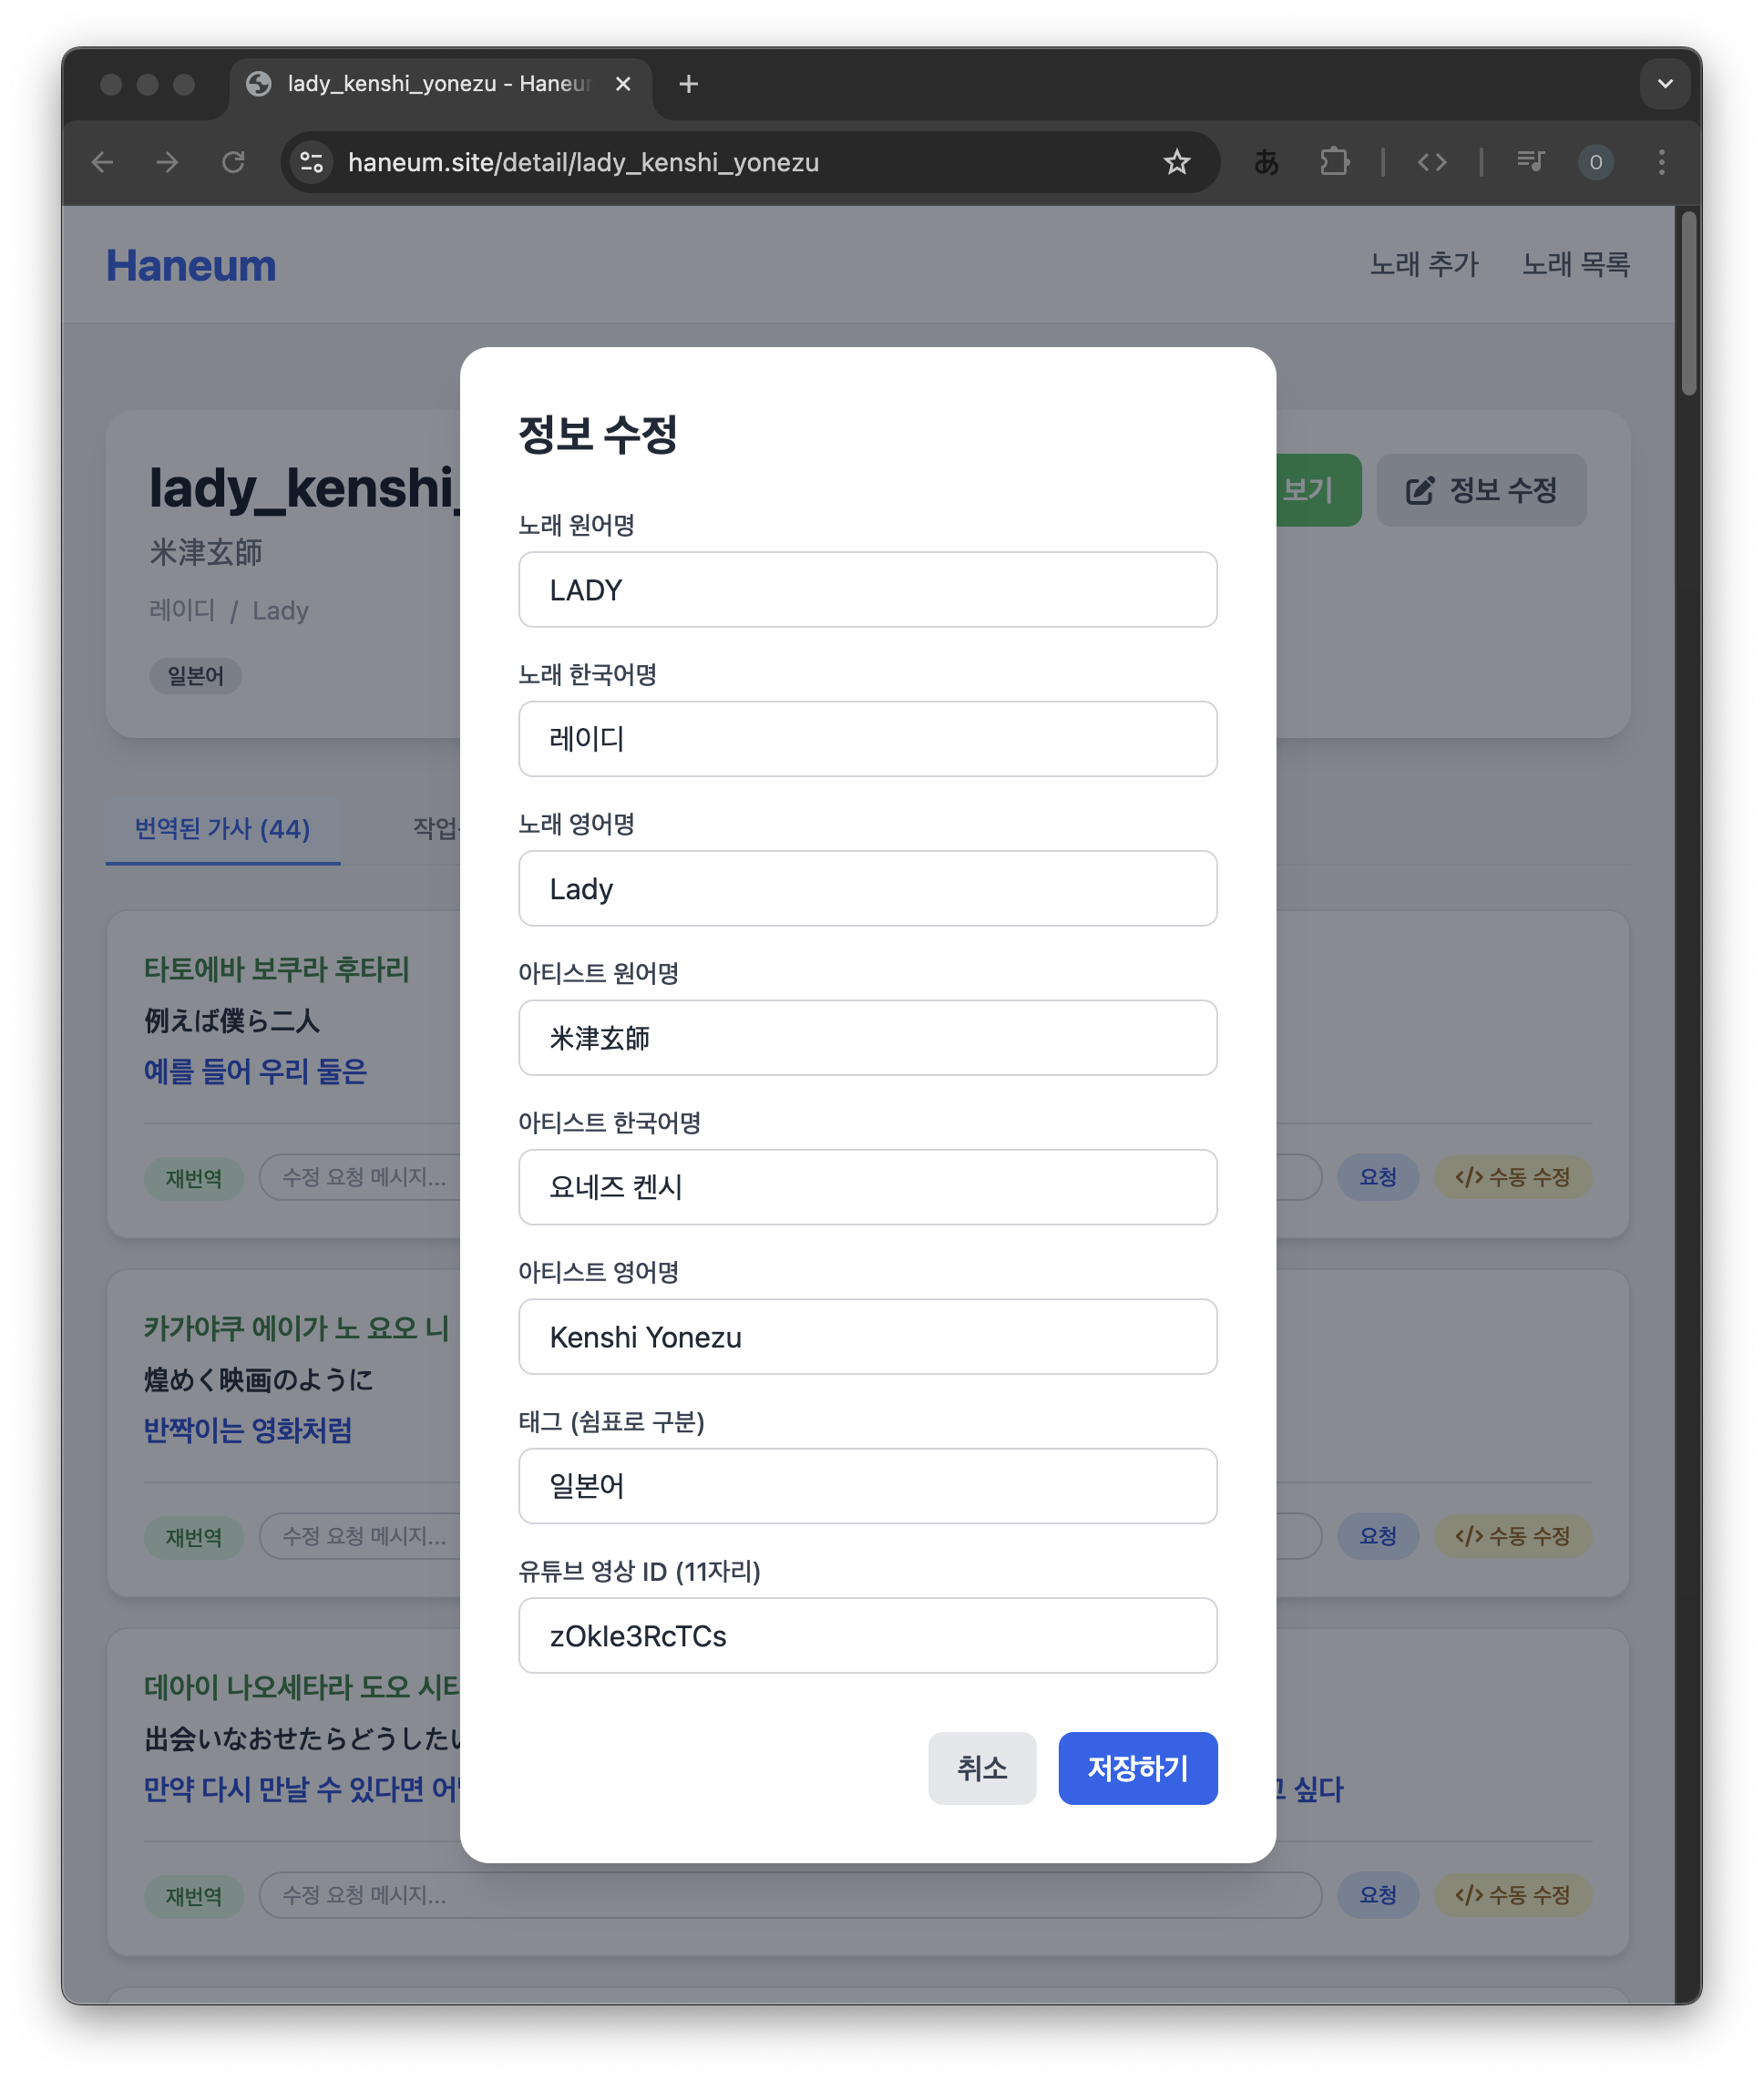 lady_kenshi_yonezu - Haneu
haneum.site/detail/lady_kenshi_yonezu
あ
O
Haneum
노래 추가
노래 목록
정보 수정
lady_kenshi_
보기
정보 수정
米津玄師
레이디 / Lady
일본어
노래 원어명
LADY
노래 한국어명
레이디
노래 영어명
Lady
아티스트 원어명
米津玄師
아티스트 한국어명
요네즈 켄시
아티스트 영어명
Kenshi Yonezu
태그 (쉼표로 구분)
일본어
유튜브 영상 ID (11자리)
zOkIe3RcTCs
취소
저장하기
번역된 가사 (44)
작업
타토에바 보쿠라 후타리
例えば僕ら二人
예를 들어 우리 둘은
재번역
수정 요청 메시지...
요청
</> 수동 수정
카가야쿠 에이가 노 요오 니
煌めく映画のように
반짝이는 영화처럼
재번역
수정 요청 메시지...
요청
</> 수동 수정
데아이 나오세타라 도오 시타
出会いなおせたらどうしたい
만약 다시 만날 수 있다면 어
고 싶다
재번역
수정 요청 메시지...
요청
</> 수동 수정